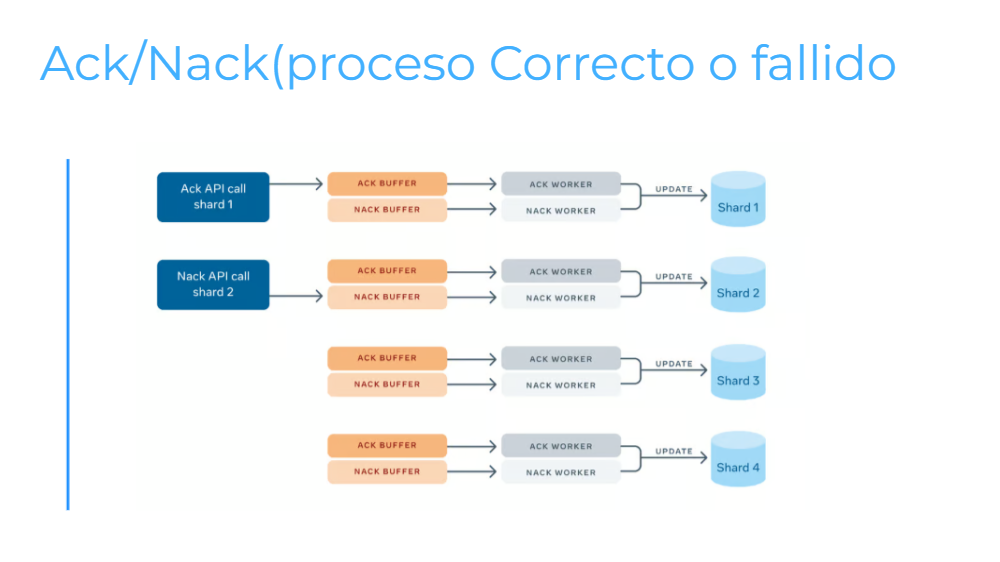 Ack/Nack(proceso Correcto o fallido
Ack API call
shard 1
ACK BUFFER
NACK BUFFER
ACK WORKER
NACK WORKER
UPDATE
Shard 1
Nack API call
shard 2
ACK BUFFER
NACK BUFFER
ACK WORKER
NACK WORKER
UPDATE
Shard 2
ACK BUFFER
NACK BUFFER
ACK WORKER
NACK WORKER
UPDATE
Shard 3
ACK BUFFER
NACK BUFFER
ACK WORKER
NACK WORKER
UPDATE
Shard 4